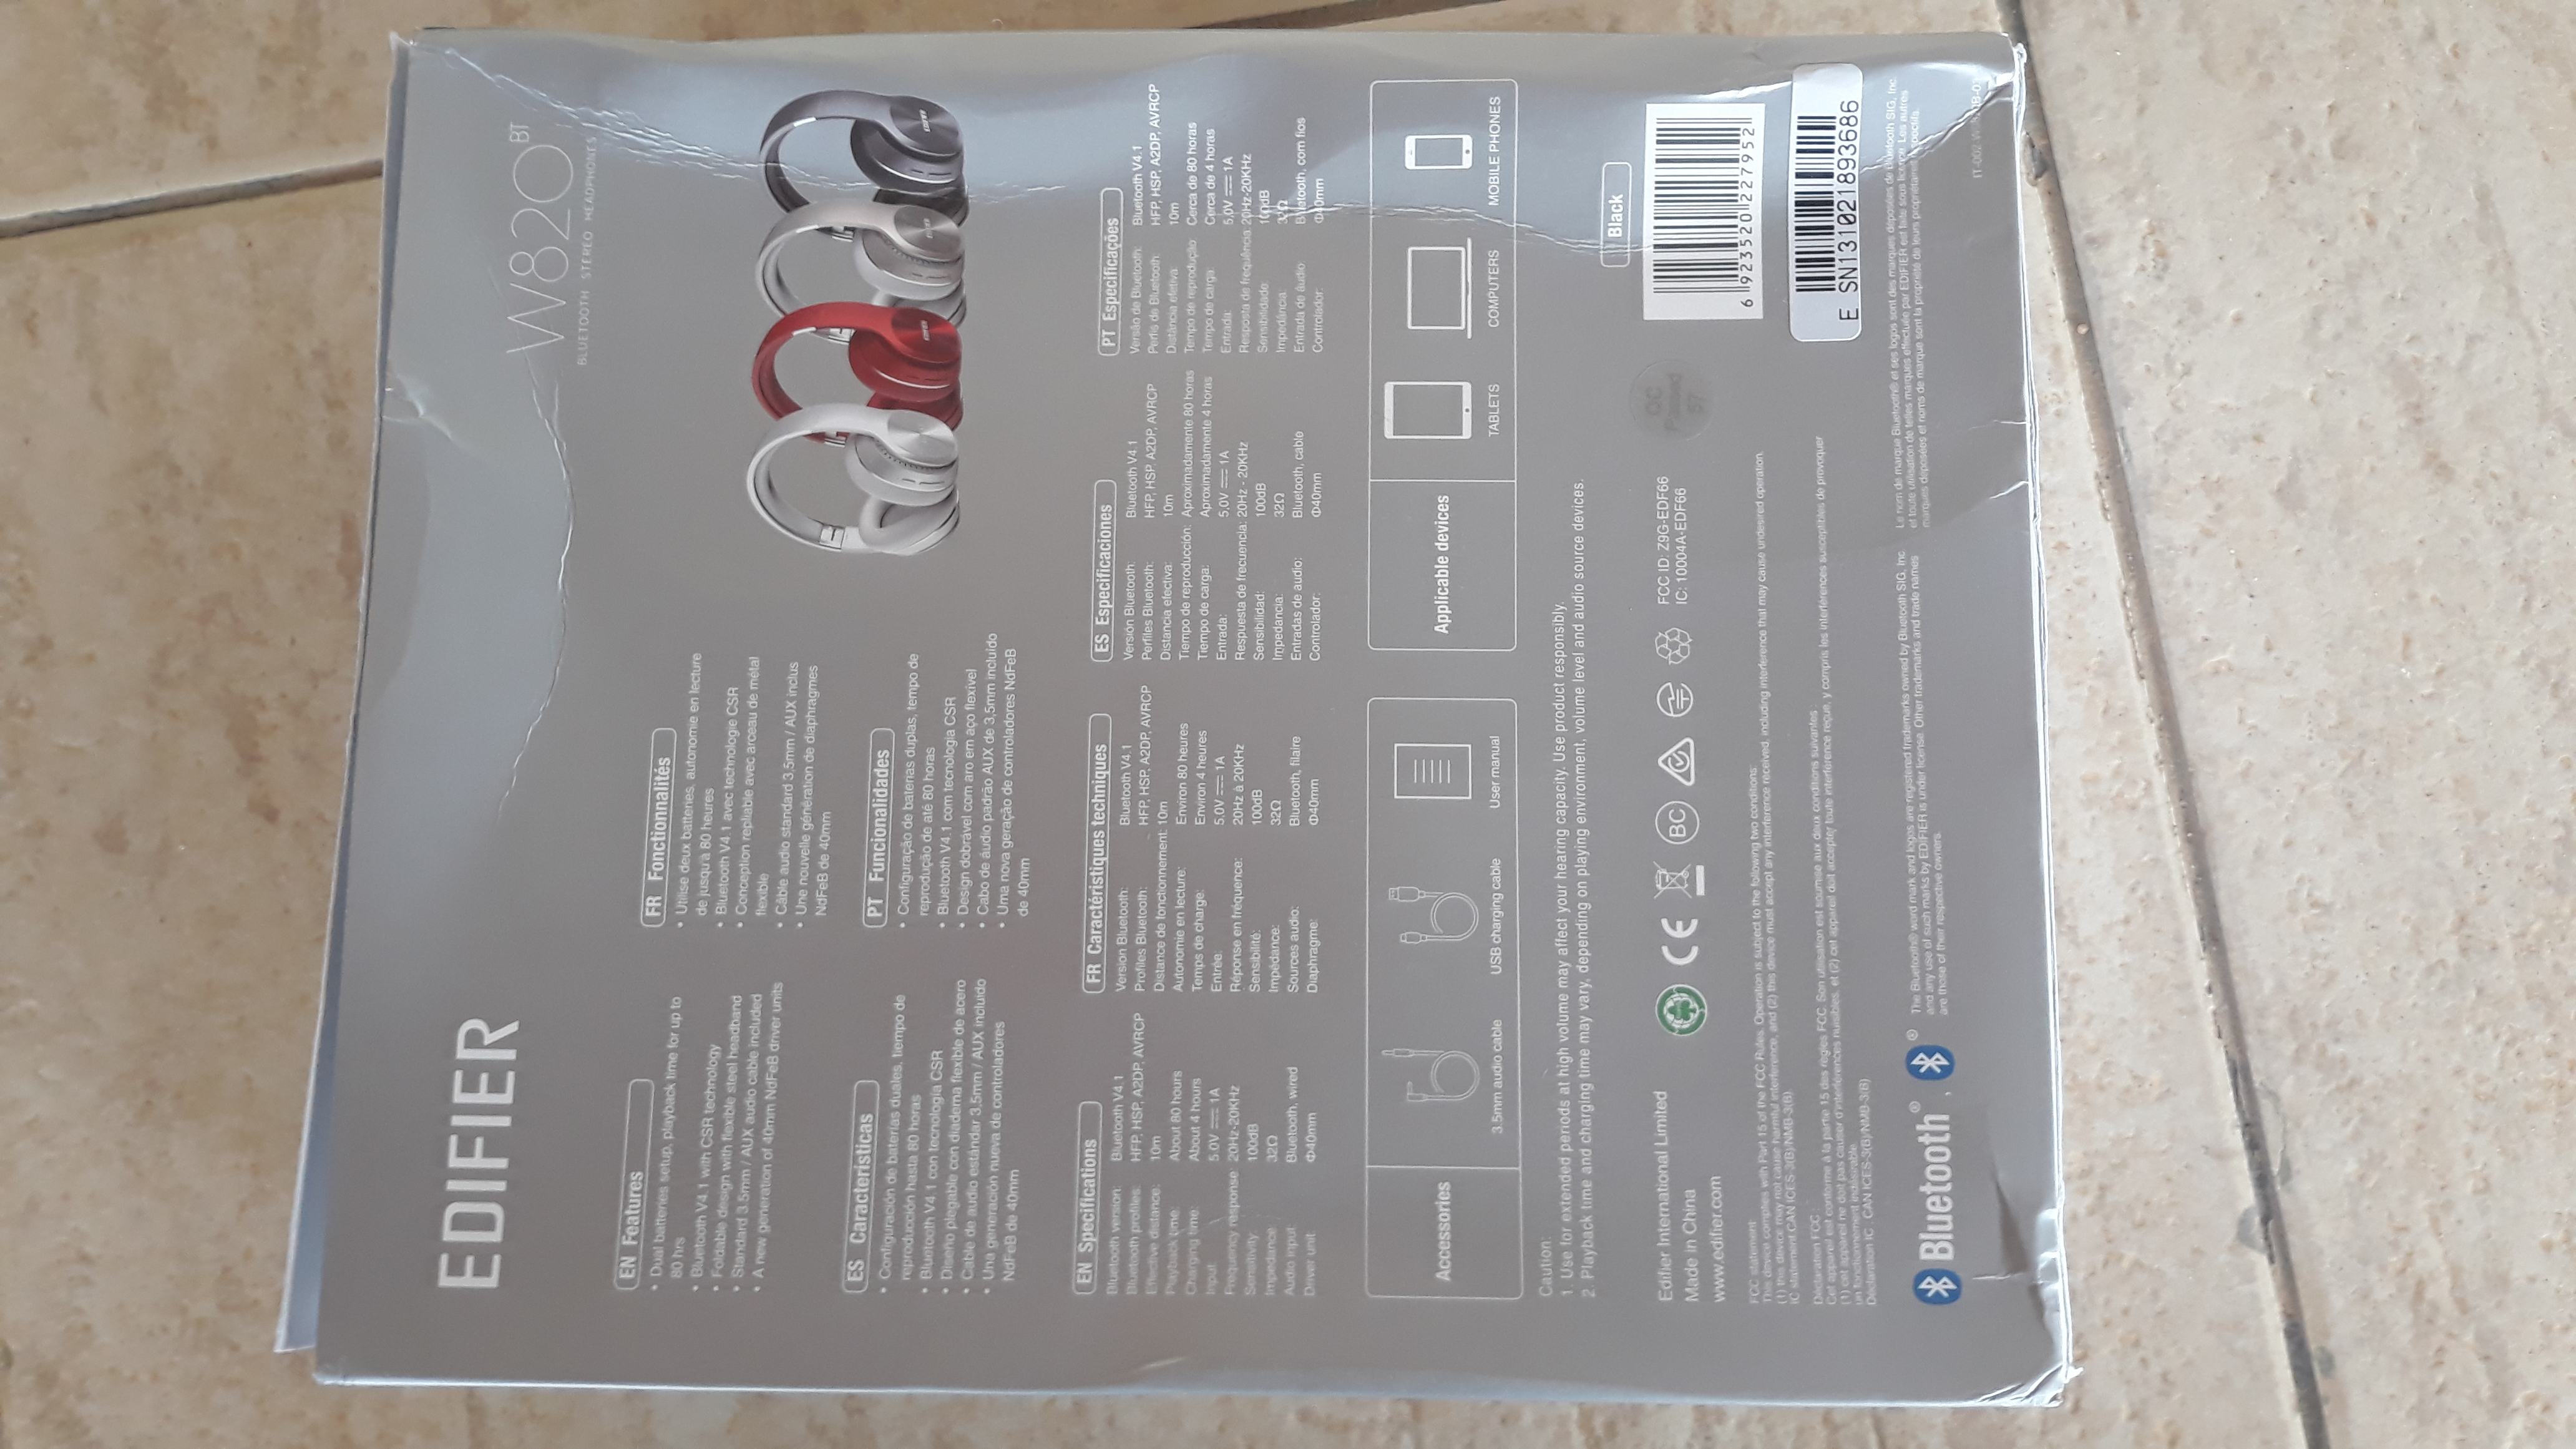 EDIFIER
W820BT
BLUETOOTH STEREO HEADPHONES
EN Features
• Dual batteries setup, playback time for up to
80 hrs
• Bluetooth V4.1 with CSR technology
• Foldable design with flexible steel headband
• Standard 3.5mm / AUX audio cable included
• A new generation of 40mm NdFeB driver units
FR Fonctionnalités
• Utilise deux batteries, autonomie en lecture
de jusqu'à 80 heures
• Bluetooth V4.1 avec technologie CSR
• Conception repliable avec arceau de métal
flexible
• Câble audio standard 3.5mm / AUX inclus
• Une nouvelle génération de diaphragmes
NdFeB de 40mm
ES Características
• Configuración de baterías duales, tiempo de
reproducción hasta 80 horas
• Bluetooth V4.1 con tecnología CSR
• Diseño plegable con diadema flexible de acero
• Cable de audio estándar 3,5mm / AUX incluido
• Una generación nueva de controladores
NdFeB de 40mm
PT Funcionalidades
• Configuração de baterias duplas, tempo de
reprodução de até 80 horas
• Bluetooth V4.1 com tecnologia CSR
• Design dobrável com aro em aço flexível
• Cabo de áudio padrão AUX de 3,5mm incluído
• Uma nova geração de controladores NdFeB
de 40mm
EN Specifications
Bluetooth version: Bluetooth V4.1
Bluetooth profiles: HFP, HSP, A2DP, AVRCP
Effective distance: 10m
Playback time: About 80 hours
Charging time: About 4 hours
Input: 5.0V ⎓ 1A
Frequency response: 20Hz-20KHz
Sensitivity: 100dB
Impedance: 32Ω
Audio input: Bluetooth, wired
Driver unit: Φ40mm
FR Caractéristiques techniques
Version Bluetooth: Bluetooth V4.1
Profiles Bluetooth: HFP, HSP, A2DP, AVRCP
Distance de fonctionnement: 10m
Autonomie en lecture: Environ 80 heures
Temps de charge: Environ 4 heures
Entrée: 5.0V ⎓ 1A
Réponse en fréquence: 20Hz à 20KHz
Sensibilité: 100dB
Impédance: 32Ω
Sources audio: Bluetooth, filaire
Diaphragme: Φ40mm
ES Especificaciones
Versión Bluetooth: Bluetooth V4.1
Perfiles Bluetooth: HFP, HSP, A2DP, AVRCP
Distancia efectiva: 10m
Tiempo de reproducción: Aproximadamente 80 horas
Tiempo de carga: Aproximadamente 4 horas
Entrada: 5,0V ⎓ 1A
Respuesta de frecuencia: 20Hz - 20KHz
Sensibilidad: 100dB
Impedancia: 32Ω
Entradas de audio: Bluetooth, cable
Controlador: Φ40mm
PT Especificações
Versão de Bluetooth: Bluetooth V4.1
Perfis de Bluetooth: HFP, HSP, A2DP, AVRCP
Distância efetiva: 10m
Tempo de reprodução: Cerca de 80 horas
Tempo de carga: Cerca de 4 horas
Entrada: 5,0V ⎓ 1A
Resposta de frequência: 20Hz-20KHz
Sensibilidade: 100dB
Impedância: 32Ω
Entrada de áudio: Bluetooth, com fios
Controlador: Φ40mm
Accessories
3.5mm audio cable
USB charging cable
User manual
Applicable devices
TABLETS
COMPUTERS
MOBILE PHONES
Caution:
1. Use for extended periods at high volume may affect your hearing capacity. Use product responsibly.
2. Playback time and charging time may vary, depending on playing environment, volume level and audio source devices.
Black
Edifier International Limited
Made in China
www.edifier.com
CE
BC
FCC ID: Z9G-EDF66
IC: 10004A-EDF66
QC
Passed
97
6 923520 227952
E SN1310218936​86
FCC statement:
This device complies with Part 15 of the FCC Rules. Operation is subject to the following two conditions:
(1) this device may not cause harmful interference, and (2) this device must accept any interference received, including interference that may cause undesired operation.
IC Statement:CAN ICES-3(B)/NMB-3(B)
Déclaration FCC :
Cet appareil est conforme à la partie 15 des règles FCC. Son utilisation est soumise aux deux conditions suivantes
(1) cet appareil ne doit pas causer d'interférences nuisibles, et (2) cet appareil doit accepter toute interférence reçue, y compris les interférences susceptibles de provoquer
un fonctionnement indésirable.
Déclaration IC : CAN ICES-3(B)/NMB-3(B)
Bluetooth® , ®
The Bluetooth® word mark and logos are registered trademarks owned by Bluetooth SIG, Inc.
and any use of such marks by EDIFIER is under license. Other trademarks and trade names
are those of their respective owners.
Le nom de marque Bluetooth® et ses logos sont des marques déposées de Bluetooth SIG, Inc.
et toute utilisation de telles marques effectuée par EDIFIER est faite sous licence. Les autres
marques déposées et noms de marque sont la propriété de leurs propriétaires respectifs.